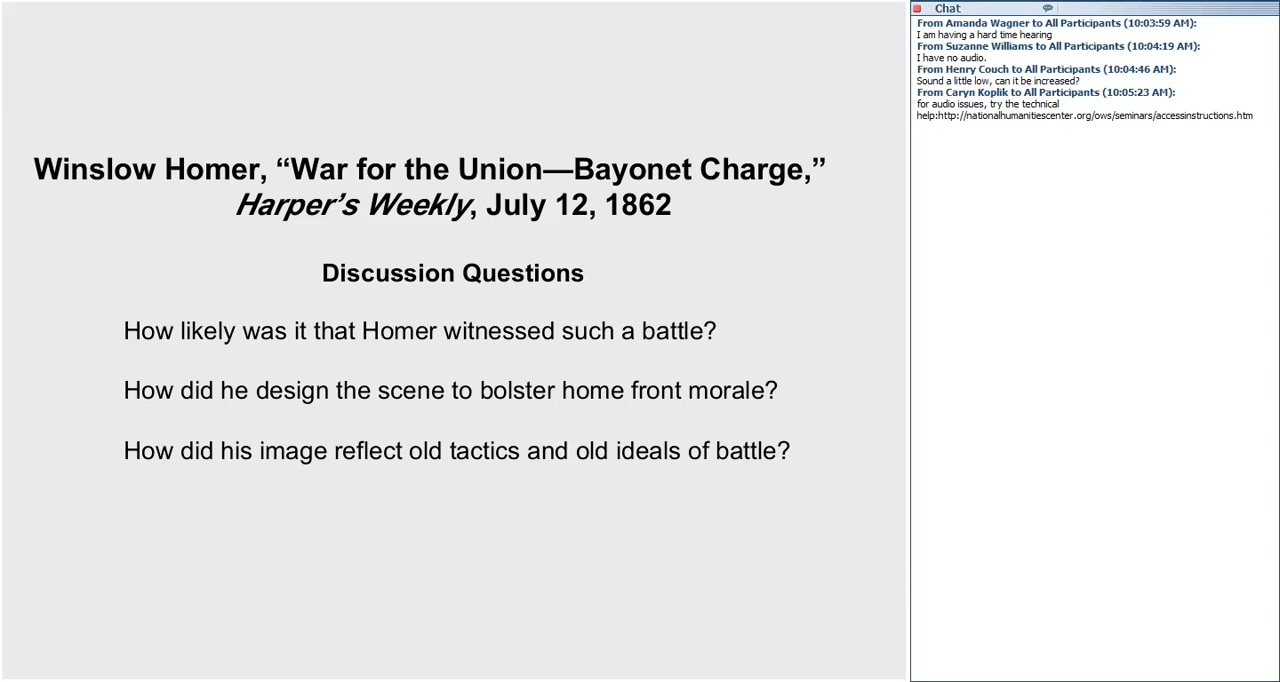 Winslow Homer, “War for the Union—Bayonet Charge,”
Harper’s Weekly, July 12, 1862
Discussion Questions
How likely was it that Homer witnessed such a battle?
How did he design the scene to bolster home front morale?
How did his image reflect old tactics and old ideals of battle?
Chat
From Amanda Wagner to All Participants (10:03:59 AM):
I am having a hard time hearing
From Suzanne Williams to All Participants (10:04:19 AM):
I have no audio.
From Henry Couch to All Participants (10:04:46 AM):
Sound a little low, can it be increased?
From Caryn Koplik to All Participants (10:05:23 AM):
for audio issues, try the technical
help:http://nationalhumanitiescenter.org/ows/seminars/accessinstructions.htm